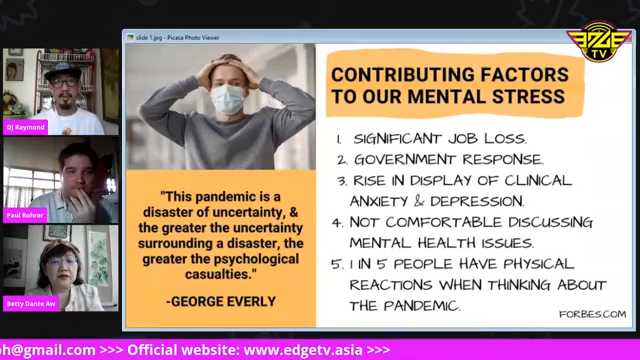 slide 1.jpg - Picasa Photo Viewer
EDGE
TV
CONTRIBUTING FACTORS
TO OUR MENTAL STRESS
DJ Raymond
1. SIGNIFICANT JOB LOSS.
2. GOVERNMENT RESPONSE.
3. RISE IN DISPLAY OF CLINICAL
ANXIETY & DEPRESSION.
4. NOT COMFORTABLE DISCUSSING
MENTAL HEALTH ISSUES.
5. 1 IN 5 PEOPLE HAVE PHYSICAL
REACTIONS WHEN THINKING ABOUT
THE PANDEMIC.
FORBES.COM
Paul Rohrer
"This pandemic is a
disaster of uncertainty, &
the greater the uncertainty
surrounding a disaster, the
greater the psychological
casualties."
-GEORGE EVERLY
Betty Dante Aw
oh@gmail.com >>> Official website: www.edgetv.asia >>>